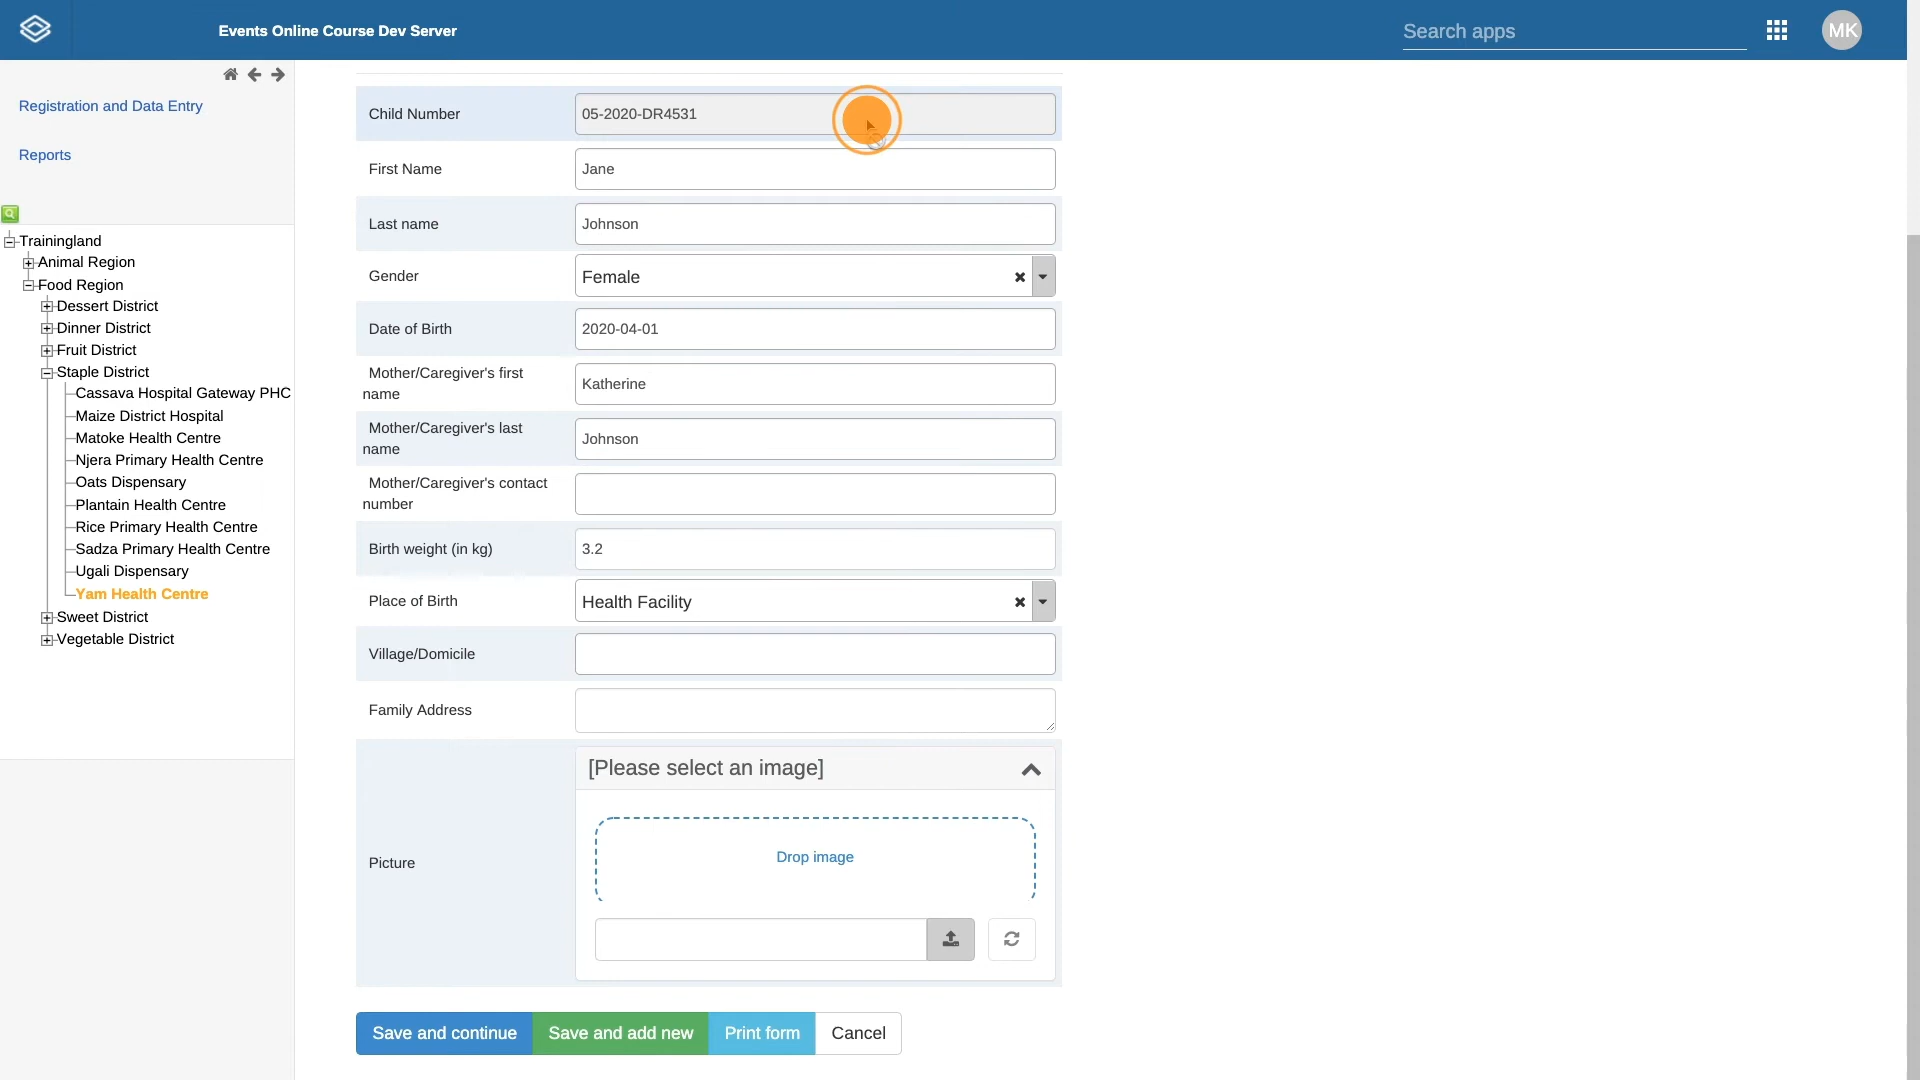 Events Online Course Dev Server
Search apps
MK
Registration and Data Entry
Reports
Trainingland
Animal Region
Food Region
Dessert District
Dinner District
Fruit District
Staple District
Cassava Hospital Gateway PHC
Maize District Hospital
Matoke Health Centre
Njera Primary Health Centre
Oats Dispensary
Plantain Health Centre
Rice Primary Health Centre
Sadza Primary Health Centre
Ugali Dispensary
Yam Health Centre
Sweet District
Vegetable District
Child Number
05-2020-DR4531
First Name
Jane
Last name
Johnson
Gender
Female
Date of Birth
2020-04-01
Mother/Caregiver's first
name
Katherine
Mother/Caregiver's last
name
Johnson
Mother/Caregiver's contact
number
Birth weight (in kg)
3.2
Place of Birth
Health Facility
Village/Domicile
Family Address
Picture
[Please select an image]
Drop image
Save and continue
Save and add new
Print form
Cancel